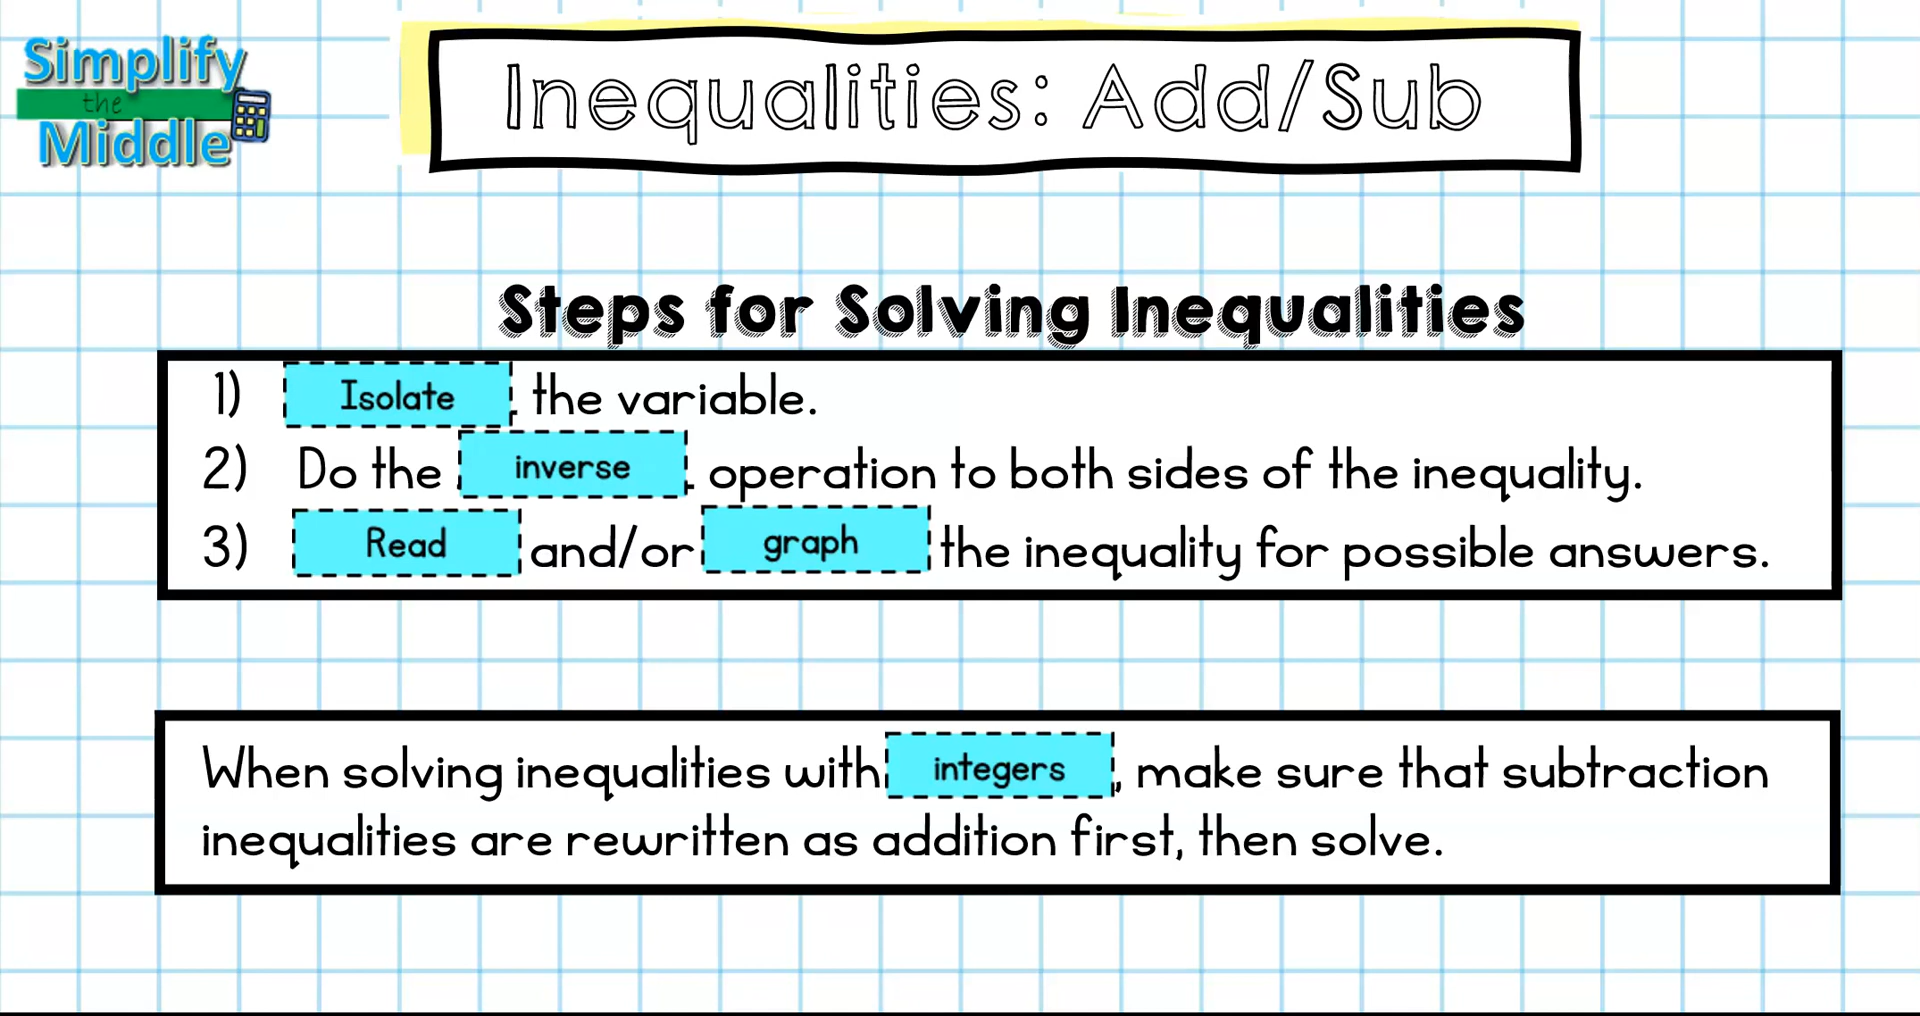 Simplify
the
Middle
Inequalities: Add/Sub
Steps for Solving Inequalities
1) Isolate the variable.
2) Do the inverse operation to both sides of the inequality.
3) Read and/or graph the inequality for possible answers.
When solving inequalities with integers, make sure that subtraction
inequalities are rewritten as addition first, then solve.